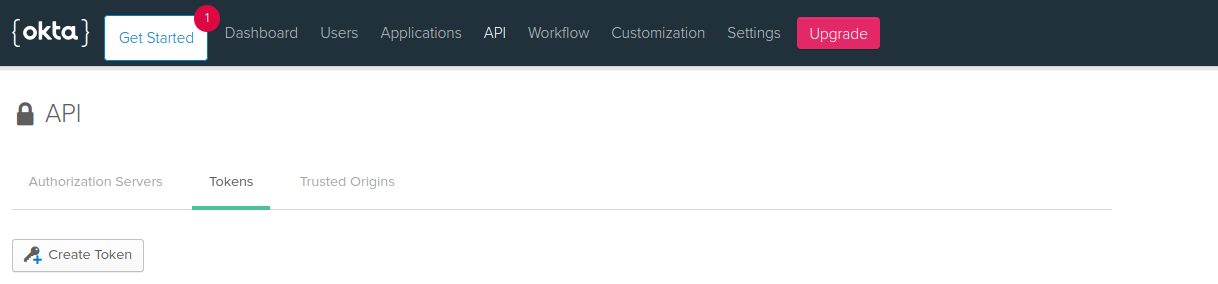 {okta} Get Started 1 Dashboard Users Applications API Workflow Customization Settings Upgrade
API
Authorization Servers Tokens Trusted Origins
Create Token